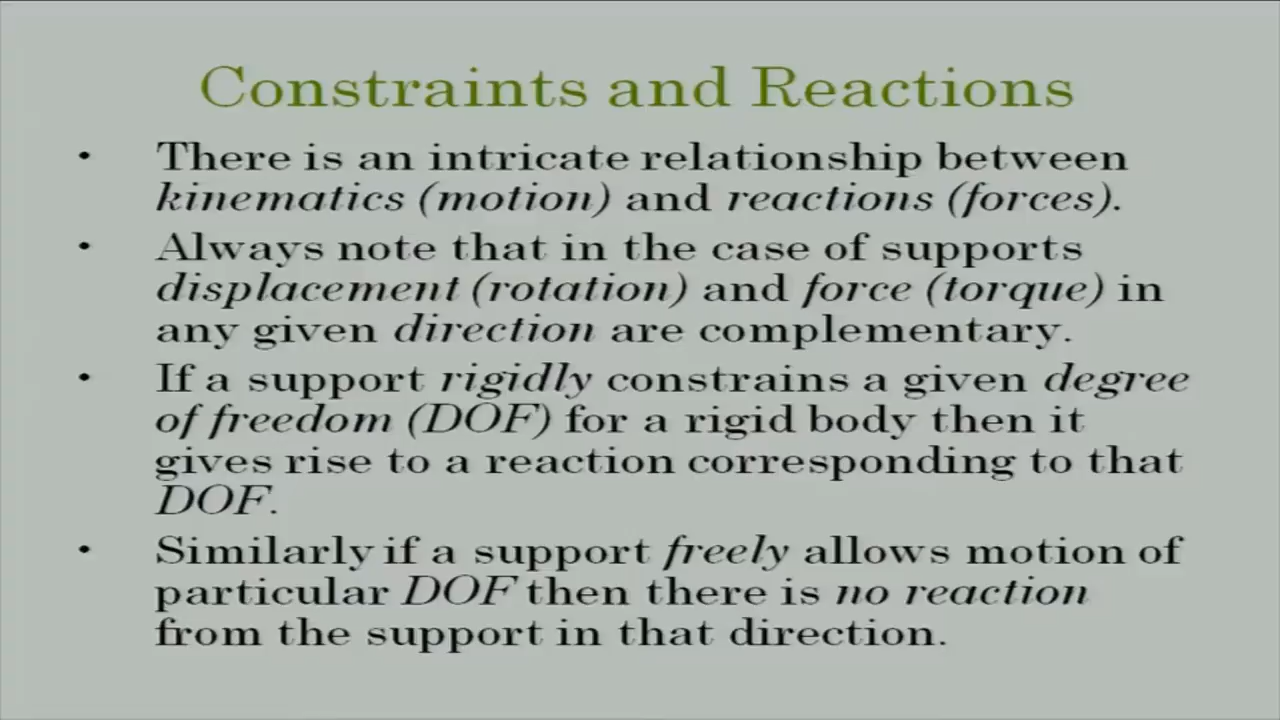 Constraints and Reactions
• There is an intricate relationship between
kinematics (motion) and reactions (forces).
• Always note that in the case of supports
displacement (rotation) and force (torque) in
any given direction are complementary.
• If a support rigidly constrains a given degree
of freedom (DOF) for a rigid body then it
gives rise to a reaction corresponding to that
DOF.
• Similarly if a support freely allows motion of
particular DOF then there is no reaction
from the support in that direction.